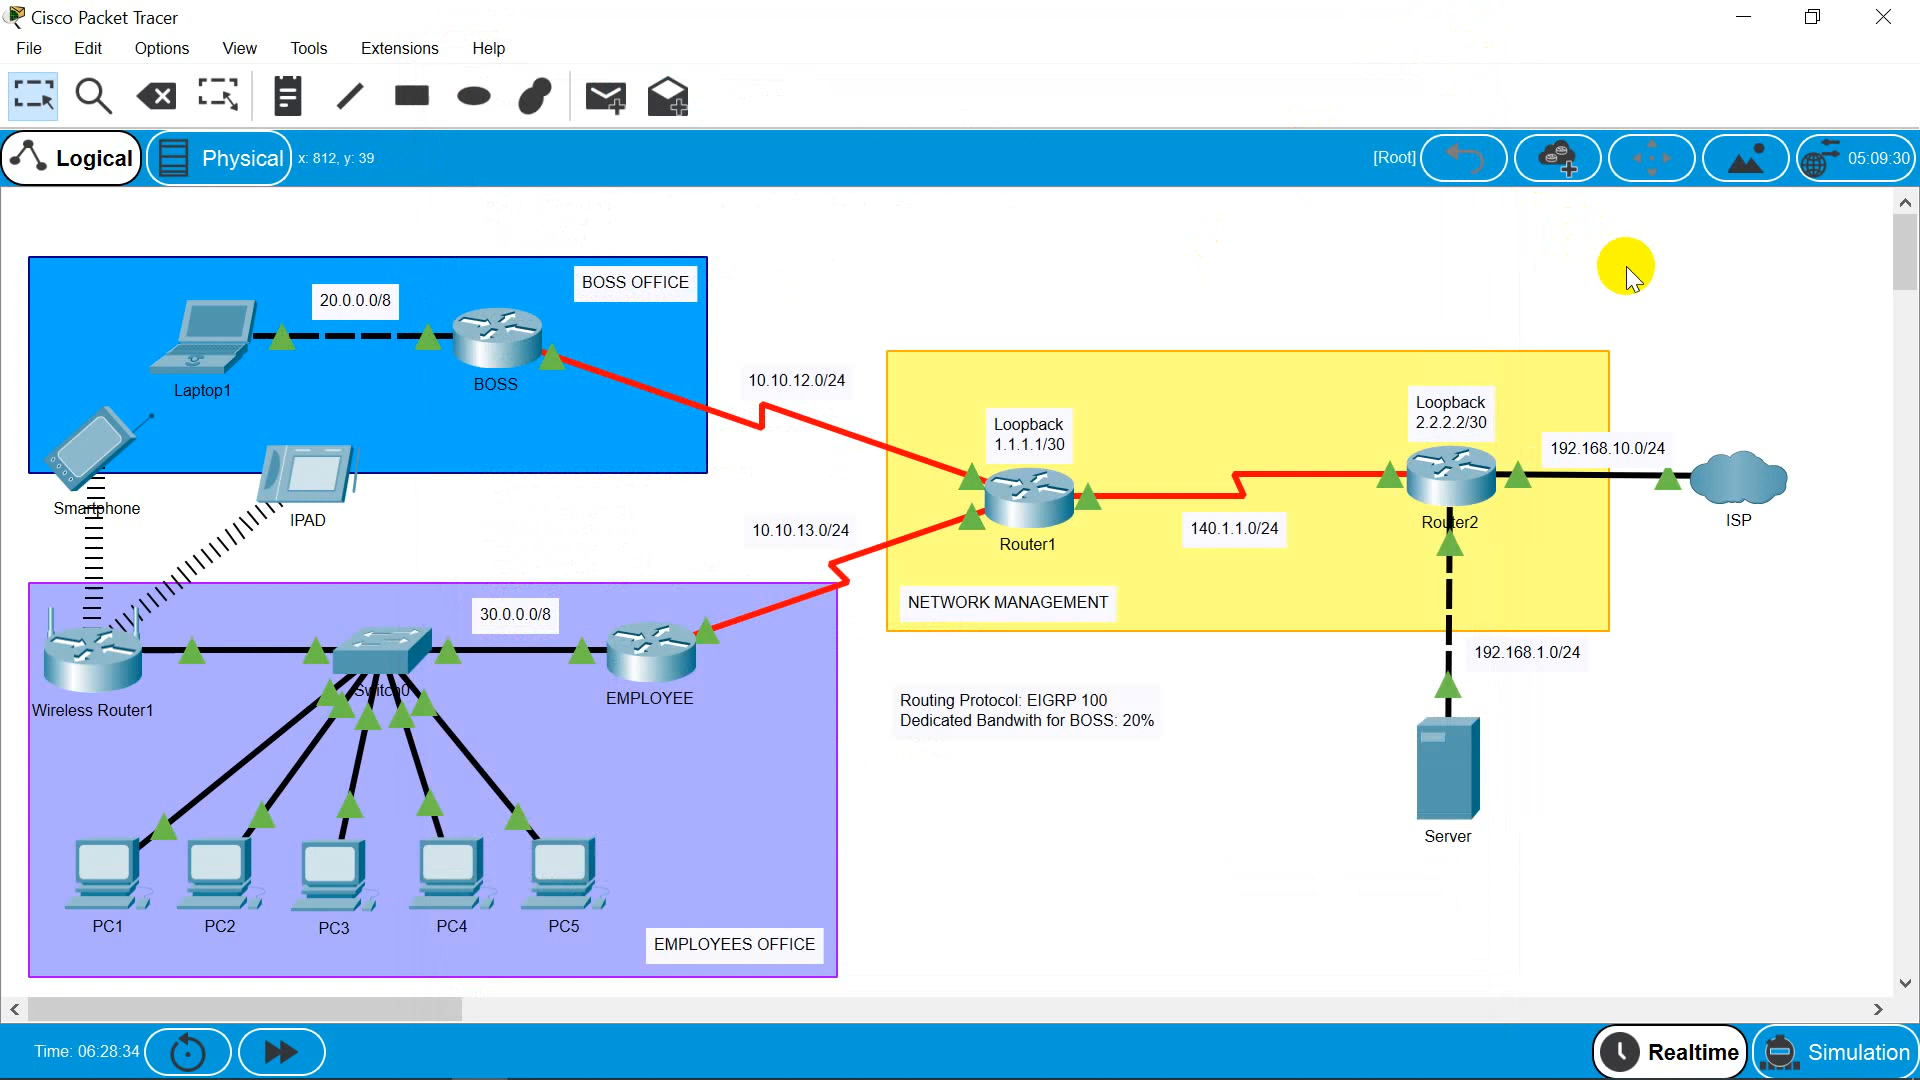 Cisco Packet Tracer
File Edit Options View Tools Extensions Help
Logical Physical x: 812, y: 39 [Root] 05:09:30
BOSS OFFICE
20.0.0.0/8
Laptop1
BOSS
10.10.12.0/24
Loopback
1.1.1.1/30
Loopback
2.2.2.2/30
192.168.10.0/24
Smartphone
IPAD
ISP
Router2
10.10.13.0/24
140.1.1.0/24
Router1
NETWORK MANAGEMENT
30.0.0.0/8
192.168.1.0/24
Switch0
EMPLOYEE
Wireless Router1
Routing Protocol: EIGRP 100
Dedicated Bandwith for BOSS: 20%
Server
PC1
PC2
PC3
PC4
PC5
EMPLOYEES OFFICE
Time: 06:28:34 Realtime Simulation